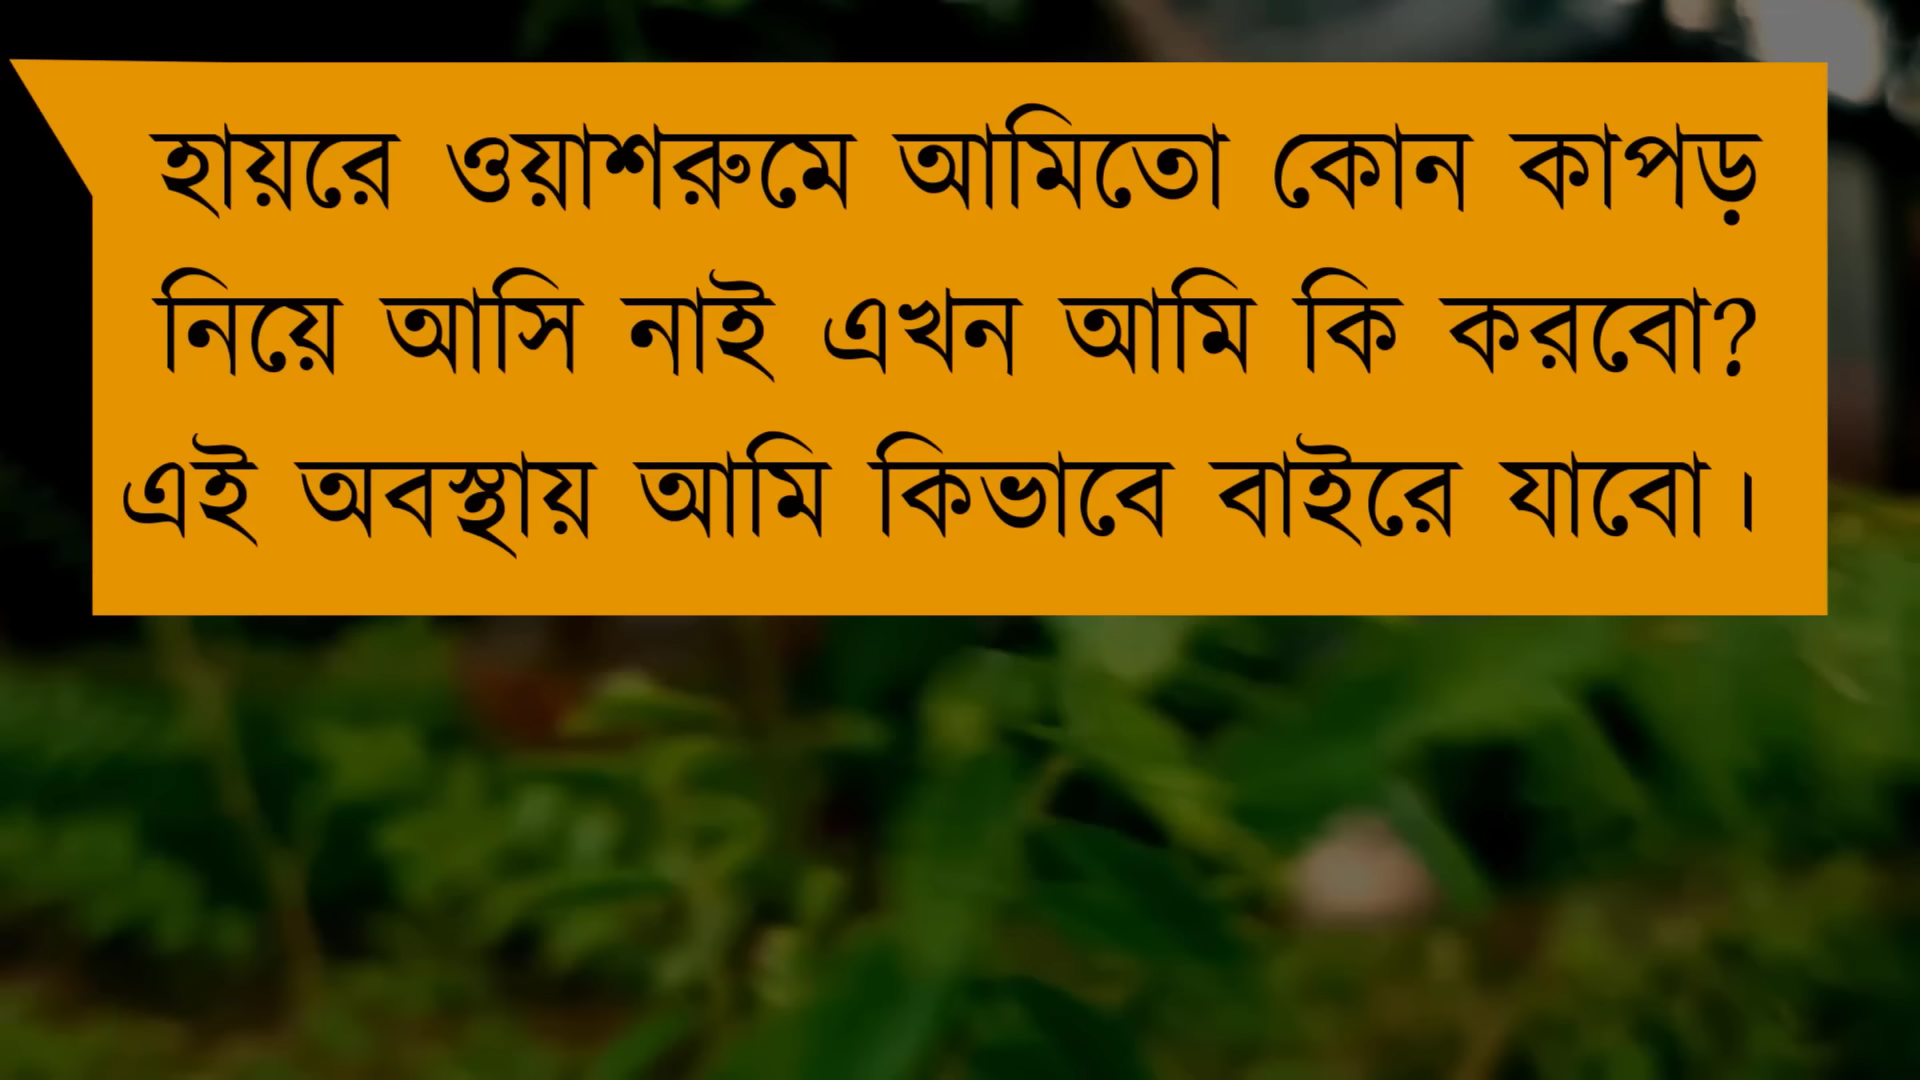 হায়রে ওয়াশরুমে আমিতো কোন কাপড়
নিয়ে আসি নাই এখন আমি কি করবো?
এই অবস্থায় আমি কিভাবে বাইরে যাবো।